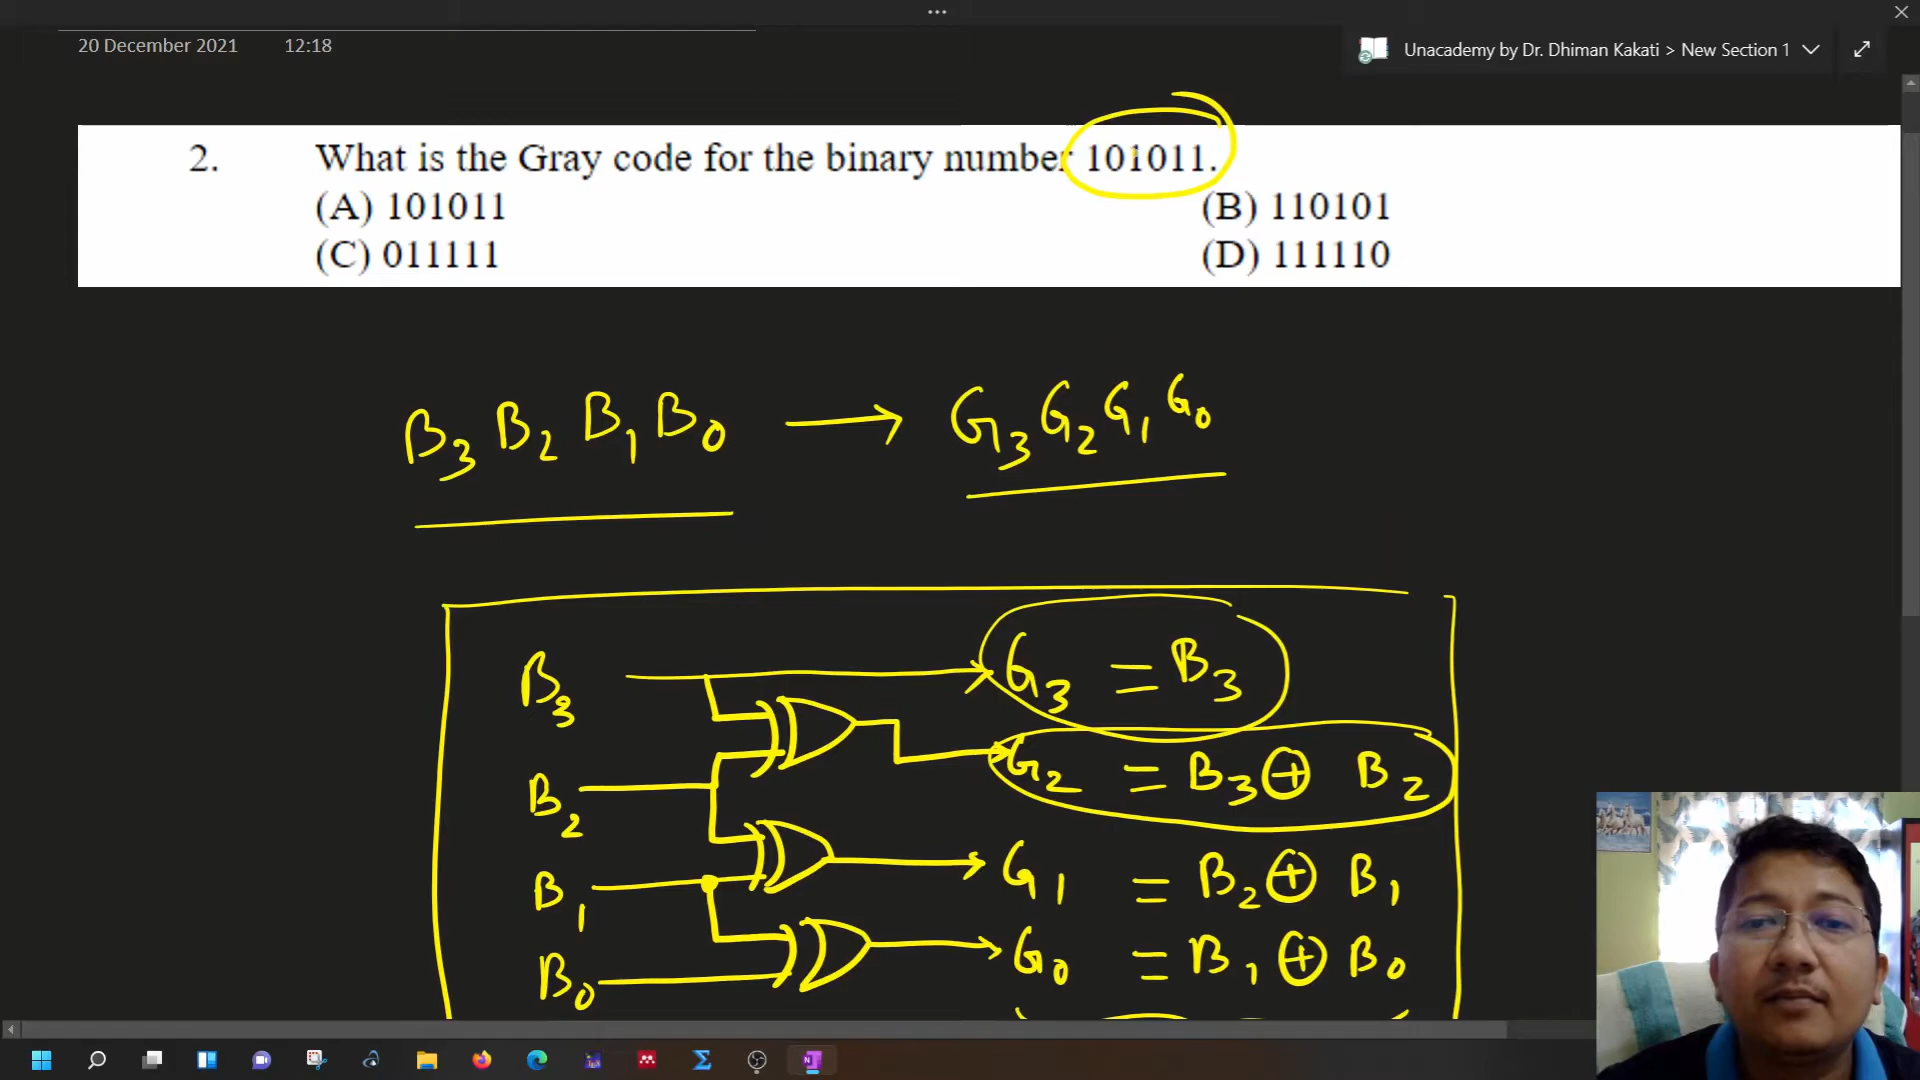 20 December 2021 12:18
Unacademy by Dr. Dhiman Kakati > New Section 1
2. What is the Gray code for the binary number 101011.
(A) 101011 (B) 110101
(C) 011111 (D) 111110
B₃ B₂ B₁ B₀ → G₃ G₂ G₁ G₀
B₃ G₃ = B₃
B₂ G₂ = B₃ ⊕ B₂
B₁ G₁ = B₂ ⊕ B₁
B₀ G₀ = B₁ ⊕ B₀